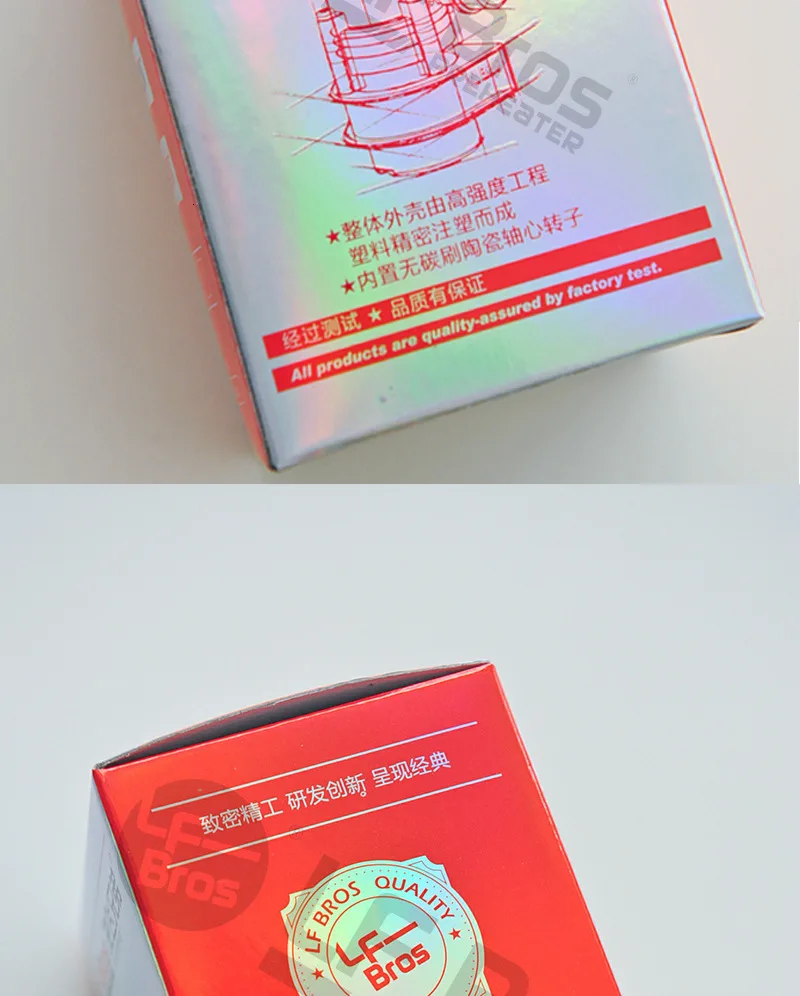 Bros
EPEHEATER
★整体外壳由高强度工程
塑料精密注塑而成
★内置无碳刷陶瓷轴心转子
经过测试 ★ 品质有保证
All products are quality-assured by factory test.
致密精工 研发创新 呈现经典
LF
Bros
LF BROS QUALITY
LF
Bros